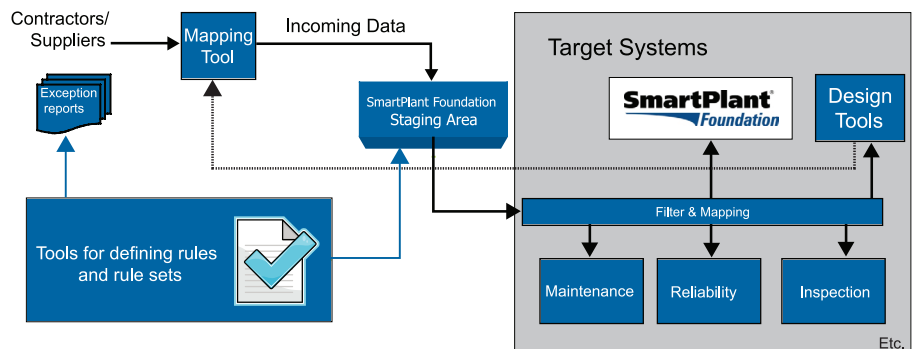 Contractors/
Suppliers
Mapping
Tool
Incoming Data
Exception
reports
SmartPlant Foundation
Staging Area
Tools for defining rules
and rule sets
Target Systems
SmartPlant®
Foundation
Design
Tools
Filter & Mapping
Maintenance
Reliability
Inspection
Etc,